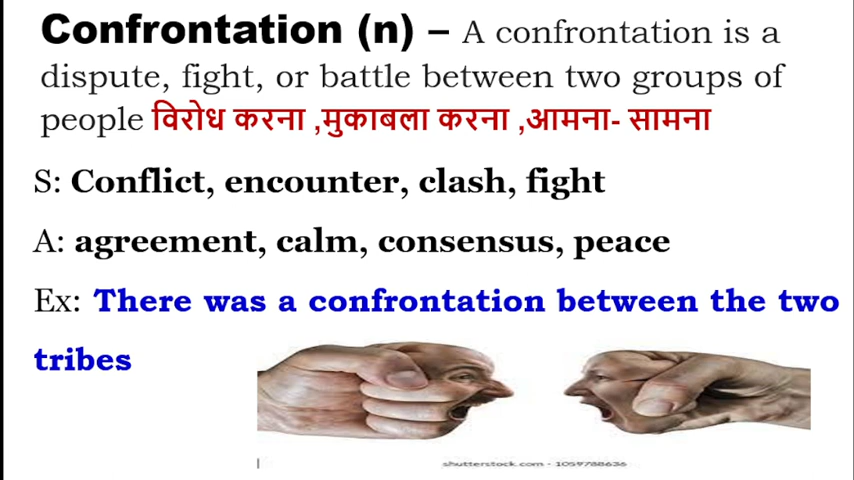 Confrontation (n) – A confrontation is a
dispute, fight, or battle between two groups of
people विरोध करना ,मुकाबला करना ,आमना- सामना
S: Conflict, encounter, clash, fight
A: agreement, calm, consensus, peace
Ex: There was a confrontation between the two
tribes
shutterstock.com - 1059788636